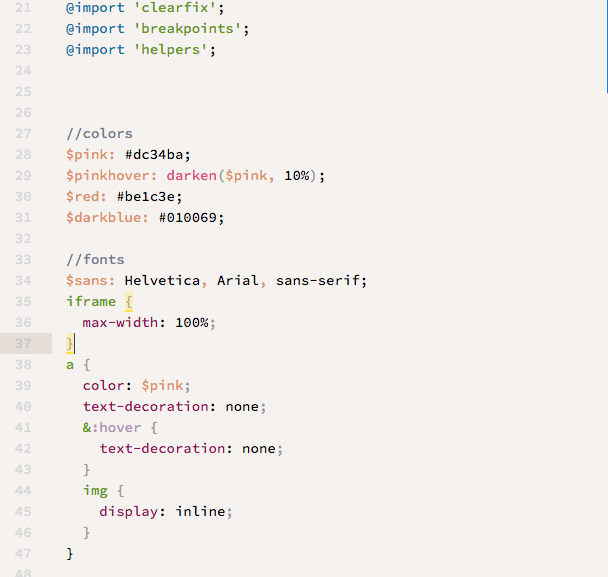 21 @import 'clearfix';
22 @import 'breakpoints';
23 @import 'helpers';
24
25
26
27 //colors
28 $pink: #dc34ba;
29 $pinkhover: darken($pink, 10%);
30 $red: #be1c3e;
31 $darkblue: #010069;
32
33 //fonts
34 $sans: Helvetica, Arial, sans-serif;
35 iframe {
36   max-width: 100%;
37 }
38 a {
39   color: $pink;
40   text-decoration: none;
41   &:hover {
42     text-decoration: none;
43   }
44   img {
45     display: inline;
46   }
47 }
48